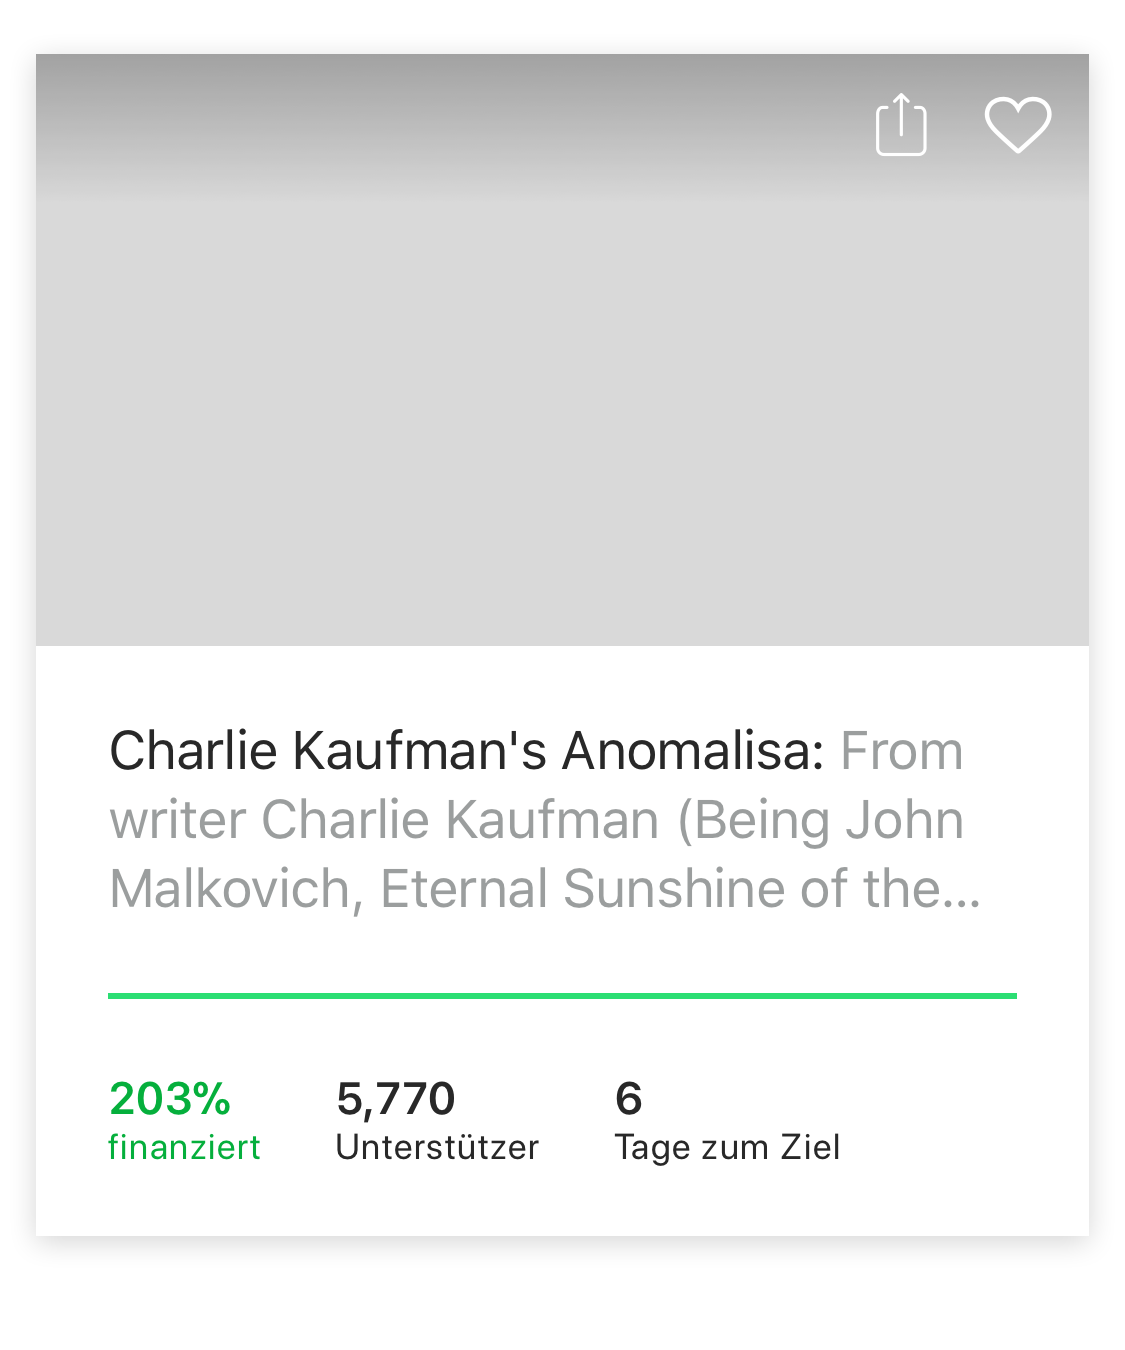 Charlie Kaufman's Anomalisa: From
writer Charlie Kaufman (Being John
Malkovich, Eternal Sunshine of the...
203%
finanziert
5,770
Unterstützer
6
Tage zum Ziel